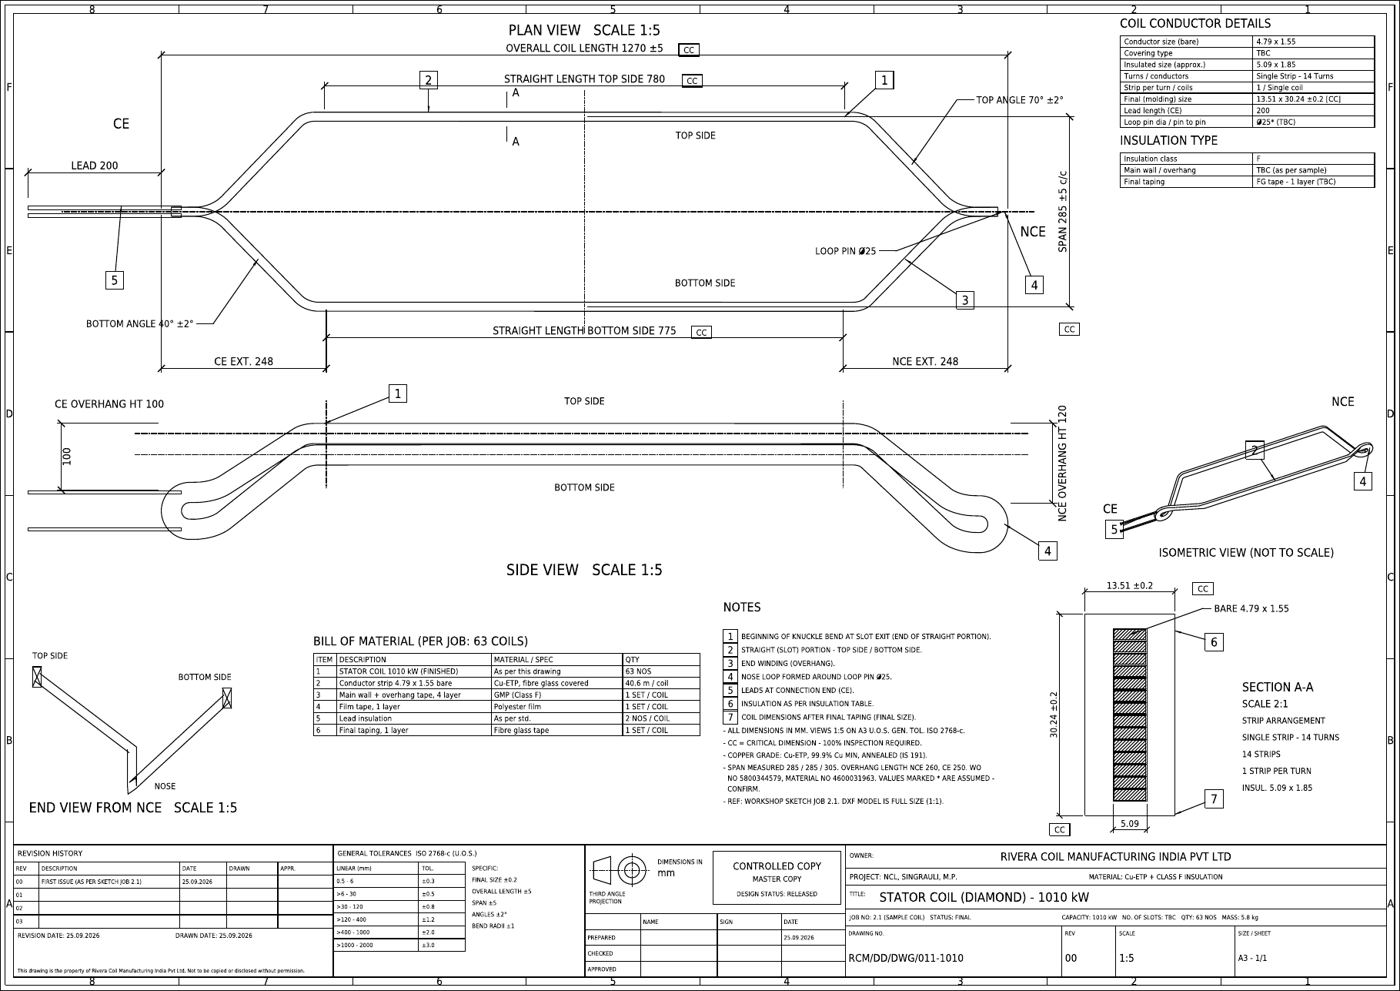 8 7 6 5 4 3 2 1
PLAN VIEW SCALE 1:5
OVERALL COIL LENGTH 1270 ±5 CC
STRAIGHT LENGTH TOP SIDE 780 CC
2
1
A
A
TOP ANGLE 70° ±2°
CE
TOP SIDE
LEAD 200
SPAN 285 ±5 c/c
NCE
LOOP PIN Ø25
5
BOTTOM SIDE
4
3
BOTTOM ANGLE 40° ±2°
STRAIGHT LENGTH BOTTOM SIDE 775 CC
CC
CE EXT. 248
NCE EXT. 248
COIL CONDUCTOR DETAILS
Conductor size (bare) 4.79 x 1.55
Covering type TBC
Insulated size (approx.) 5.09 x 1.85
Turns / conductors Single Strip - 14 Turns
Strip per turn / coils 1 / Single coil
Final (molding) size 13.51 x 30.24 ±0.2 [CC]
Lead length (CE) 200
Loop pin dia / pin to pin Ø25* (TBC)
INSULATION TYPE
Insulation class F
Main wall / overhang TBC (as per sample)
Final taping FG tape - 1 layer (TBC)
F
E
D
C
B
A
F
E
D
C
B
A
CE OVERHANG HT 100
1
TOP SIDE
100
NCE OVERHANG HT 120
BOTTOM SIDE
4
SIDE VIEW SCALE 1:5
NCE
2
4
CE
5
ISOMETRIC VIEW (NOT TO SCALE)
TOP SIDE
BOTTOM SIDE
NOSE
END VIEW FROM NCE SCALE 1:5
BILL OF MATERIAL (PER JOB: 63 COILS)
ITEM DESCRIPTION MATERIAL / SPEC QTY
1 STATOR COIL 1010 kW (FINISHED) As per this drawing 63 NOS
2 Conductor strip 4.79 x 1.55 bare Cu-ETP, fibre glass covered 40.6 m / coil
3 Main wall + overhang tape, 4 layer GMP (Class F) 1 SET / COIL
4 Film tape, 1 layer Polyester film 1 SET / COIL
5 Lead insulation As per std. 2 NOS / COIL
6 Final taping, 1 layer Fibre glass tape 1 SET / COIL
NOTES
1 BEGINNING OF KNUCKLE BEND AT SLOT EXIT (END OF STRAIGHT PORTION).
2 STRAIGHT (SLOT) PORTION - TOP SIDE / BOTTOM SIDE.
3 END WINDING (OVERHANG).
4 NOSE LOOP FORMED AROUND LOOP PIN Ø25.
5 LEADS AT CONNECTION END (CE).
6 INSULATION AS PER INSULATION TABLE.
7 COIL DIMENSIONS AFTER FINAL TAPING (FINAL SIZE).
- ALL DIMENSIONS IN MM. VIEWS 1:5 ON A3 U.O.S. GEN. TOL. ISO 2768-c.
- CC = CRITICAL DIMENSION - 100% INSPECTION REQUIRED.
- COPPER GRADE: Cu-ETP, 99.9% Cu MIN, ANNEALED (IS 191).
- SPAN MEASURED 285 / 285 / 305. OVERHANG LENGTH NCE 260, CE 250. WO
NO 5800344579, MATERIAL NO 4600031963. VALUES MARKED * ARE ASSUMED -
CONFIRM.
- REF: WORKSHOP SKETCH JOB 2.1. DXF MODEL IS FULL SIZE (1:1).
13.51 ±0.2 CC
BARE 4.79 x 1.55
6
30.24 ±0.2
7
5.09
CC
SECTION A-A
SCALE 2:1
STRIP ARRANGEMENT
SINGLE STRIP - 14 TURNS
14 STRIPS
1 STRIP PER TURN
INSUL. 5.09 x 1.85
REVISION HISTORY
REV DESCRIPTION DATE DRAWN APPR.
00 FIRST ISSUE (AS PER SKETCH JOB 2.1) 25.09.2026
01
02
03
REVISION DATE: 25.09.2026 DRAWN DATE: 25.09.2026
This drawing is the property of Rivera Coil Manufacturing India Pvt Ltd. Not to be copied or disclosed without permission.
GENERAL TOLERANCES ISO 2768-c (U.O.S.)
LINEAR (mm) TOL.
0.5 - 6 ±0.3
>6 - 30 ±0.5
>30 - 120 ±0.8
>120 - 400 ±1.2
>400 - 1000 ±2.0
>1000 - 2000 ±3.0
SPECIFIC:
FINAL SIZE ±0.2
OVERALL LENGTH ±5
SPAN ±5
ANGLES ±2°
BEND RADII ±1
THIRD ANGLE
PROJECTION
DIMENSIONS IN
mm
CONTROLLED COPY
MASTER COPY
DESIGN STATUS: RELEASED
NAME SIGN DATE
PREPARED 25.09.2026
CHECKED
APPROVED
OWNER: RIVERA COIL MANUFACTURING INDIA PVT LTD
PROJECT: NCL, SINGRAULI, M.P. MATERIAL: Cu-ETP + CLASS F INSULATION
TITLE: STATOR COIL (DIAMOND) - 1010 kW
JOB NO: 2.1 (SAMPLE COIL) STATUS: FINAL CAPACITY: 1010 kW NO. OF SLOTS: TBC QTY: 63 NOS MASS: 5.8 kg
DRAWING NO. REV SCALE SIZE / SHEET
RCM/DD/DWG/011-1010 00 1:5 A3 - 1/1
8 7 6 5 4 3 2 1